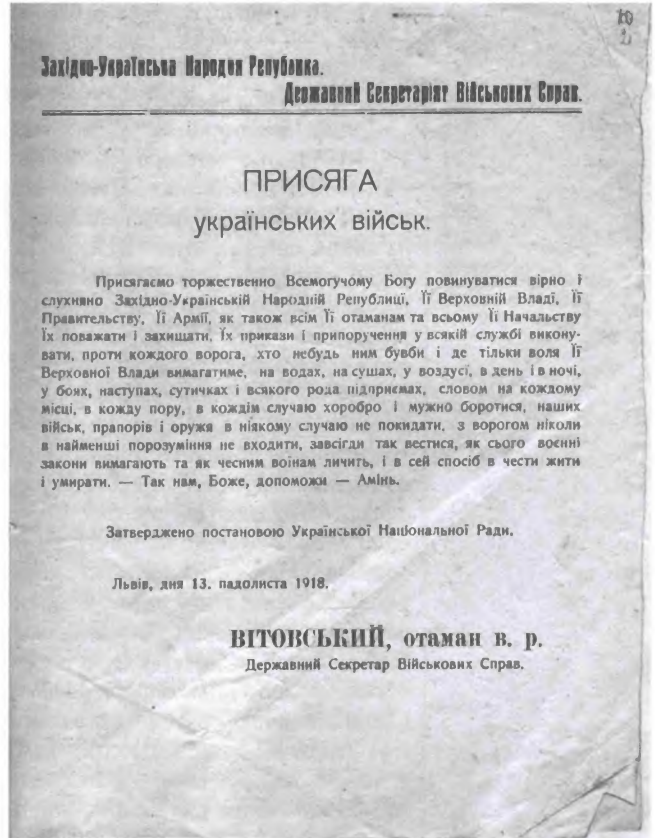 Західно-Українська Народня Републнка.
Державний Секретаріят Військових Справ.
ПРИСЯГА
українських військ.
Присягаємо торжественно Всемогучому Богу повинуватися вірно і
слухняно Західно-Українській Народній Републиці, Її Верховній Владі, Її
Правительству, Її Армії, як також всім Її отаманам та всьому Її Начальству
Їх поважати і захищати, Їх прикази і припоручення у всякій службі викону-
вати, проти кождого ворога, хто небудь ним бувби і де тільки воля Її
Верховної Влади вимагатиме, на водах, на сушах, у воздусі, в день і в ночі,
у боях, наступах, сутичках і всякого рода підприємах, словом на кождому
місці, в кожду пору, в кождім случаю хоробро і мужно боротися, наших
військ, прапорів і оружя в ніякому случаю не покидати, з ворогом ніколи
в найменші порозуміння не входити, завсігди так вестися, як сього воєнні
закони вимагають та як чесним воїнам личить, і в сей спосіб в чести жити
і умирати. — Так нам, Боже, допоможи — Амінь.
Затверджено постановою Української Національної Ради.
Львів, дня 13. падолиста 1918.
ВІТОВСЬКИЙ, отаман в. р.
Державний Секретар Військових Справ.